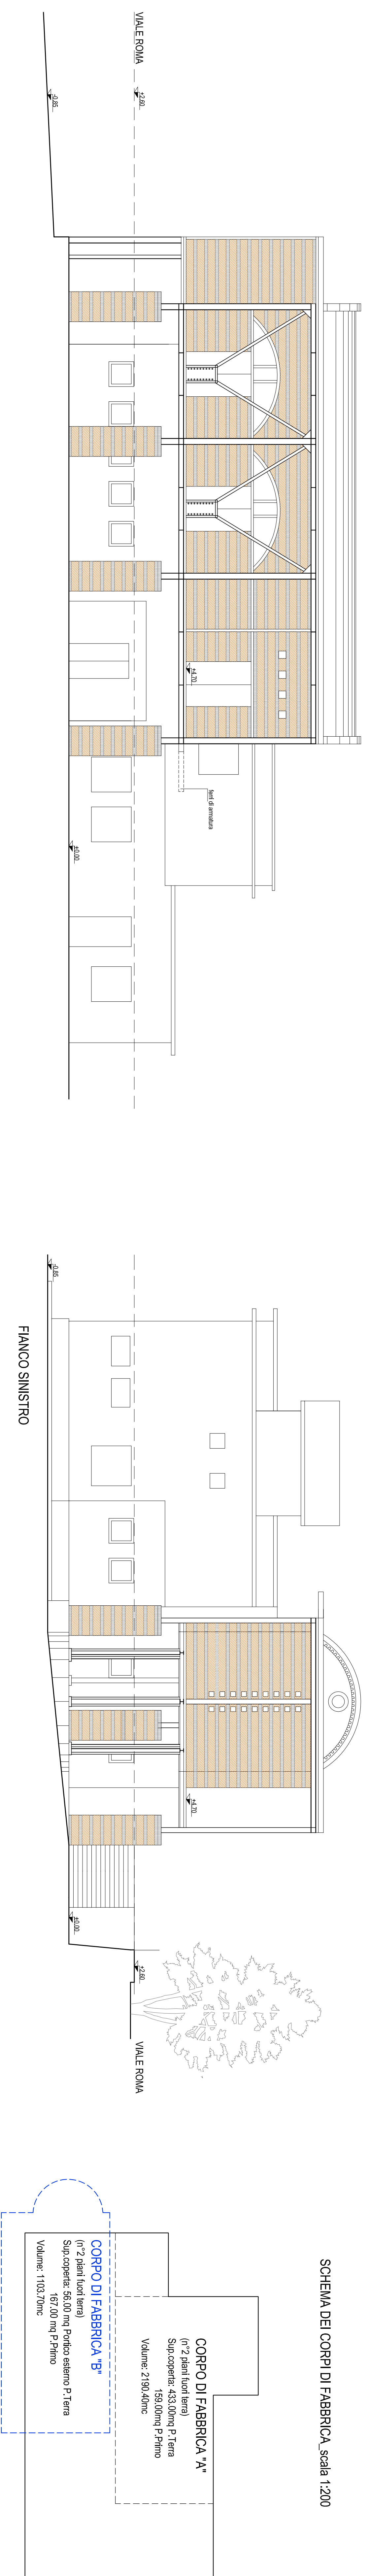 VIALE ROMA
±2.60
-0.85
±4.70
ferri di armatura
±0.00
-0.85
FIANCO SINISTRO
±4.70
±0.00
±2.60
VIALE ROMA
SCHEMA DEI CORPI DI FABBRICA_scala 1:200
CORPO DI FABBRICA "A"
(n°2 piani fuori terra)
Sup.coperta: 433.00mq P.Terra
159.00mq P.Primo
Volume: 2190.40mc
CORPO DI FABBRICA "B"
(n°2 piani fuori terra)
Sup.coperta: 56.00 mq Portico esterno P.Terra
167.00 mq P.Primo
Volume: 1103.70mc